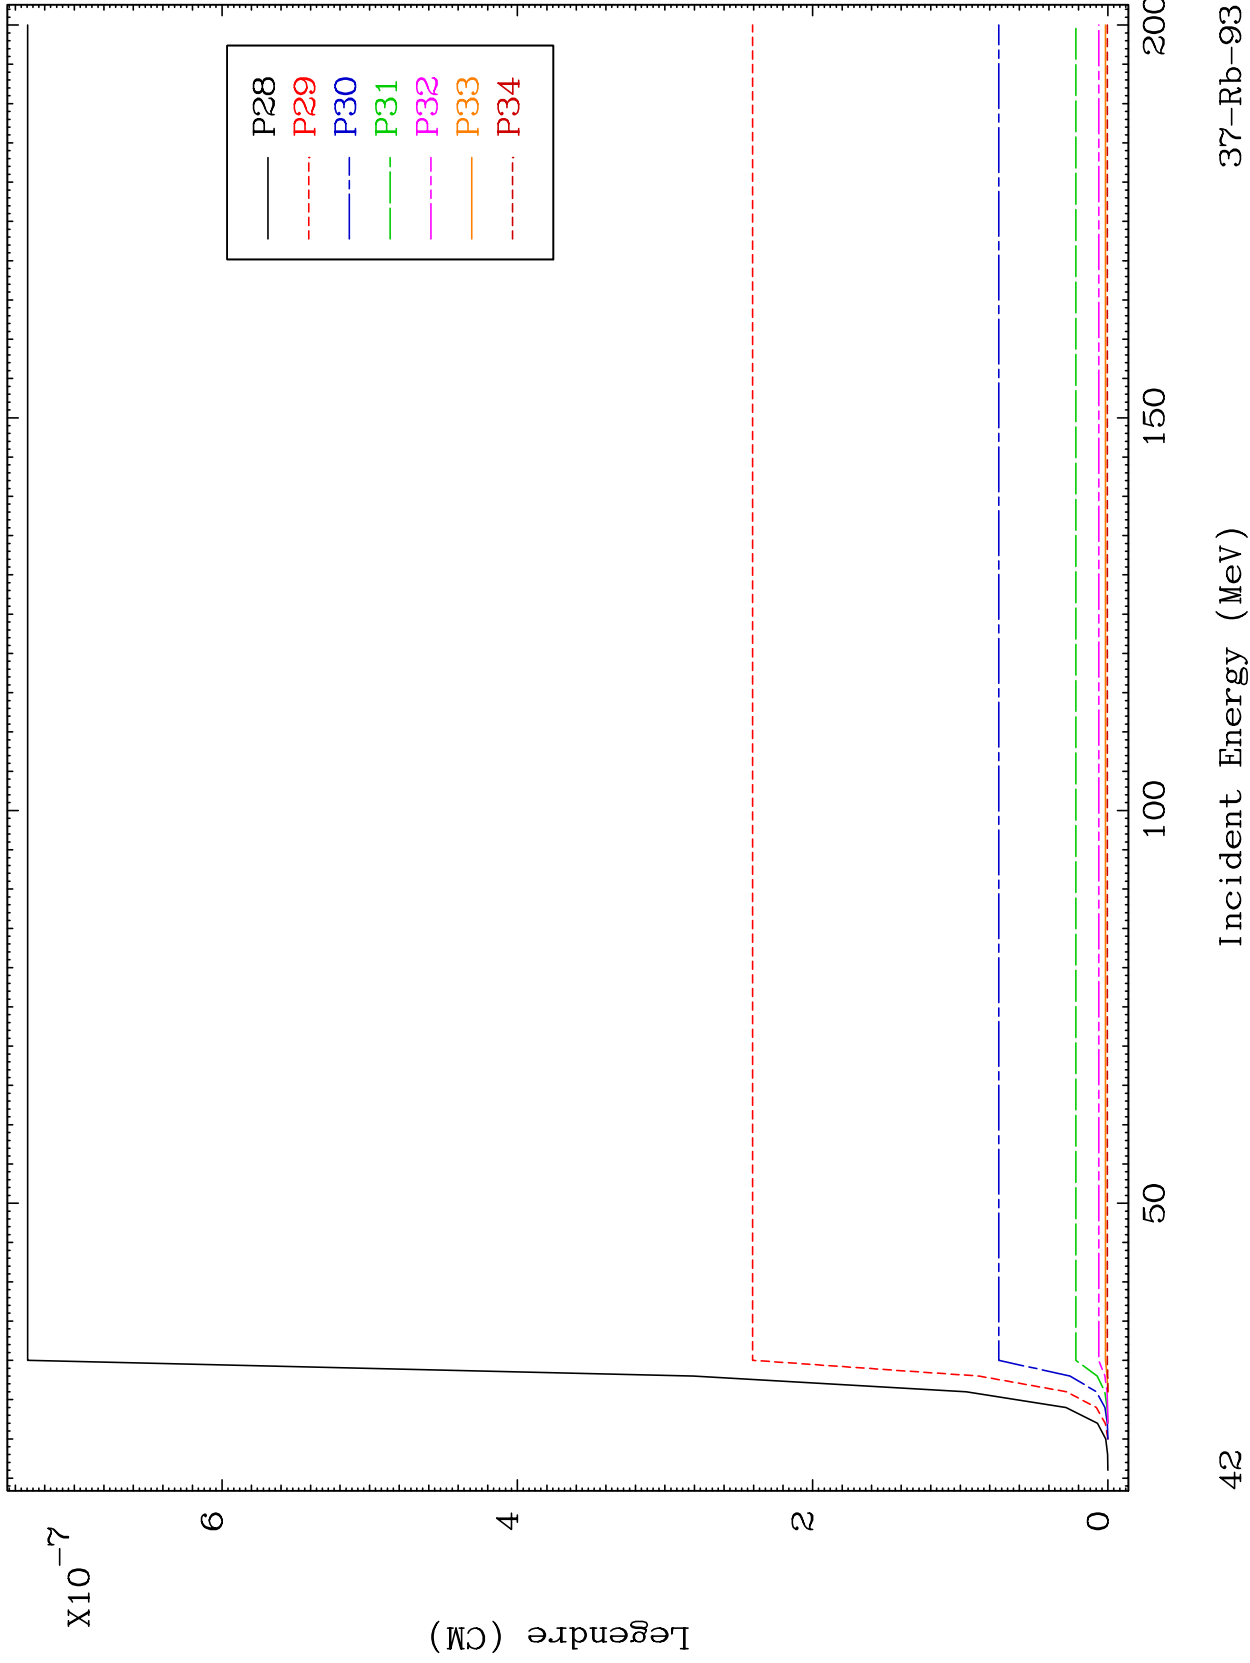 X10-7
6
4
2
0
Legendre (CM)
P28
P29
P30
P31
P32
P33
P34
50
100
150
200
Incident Energy (MeV)
42
37-Rb-93